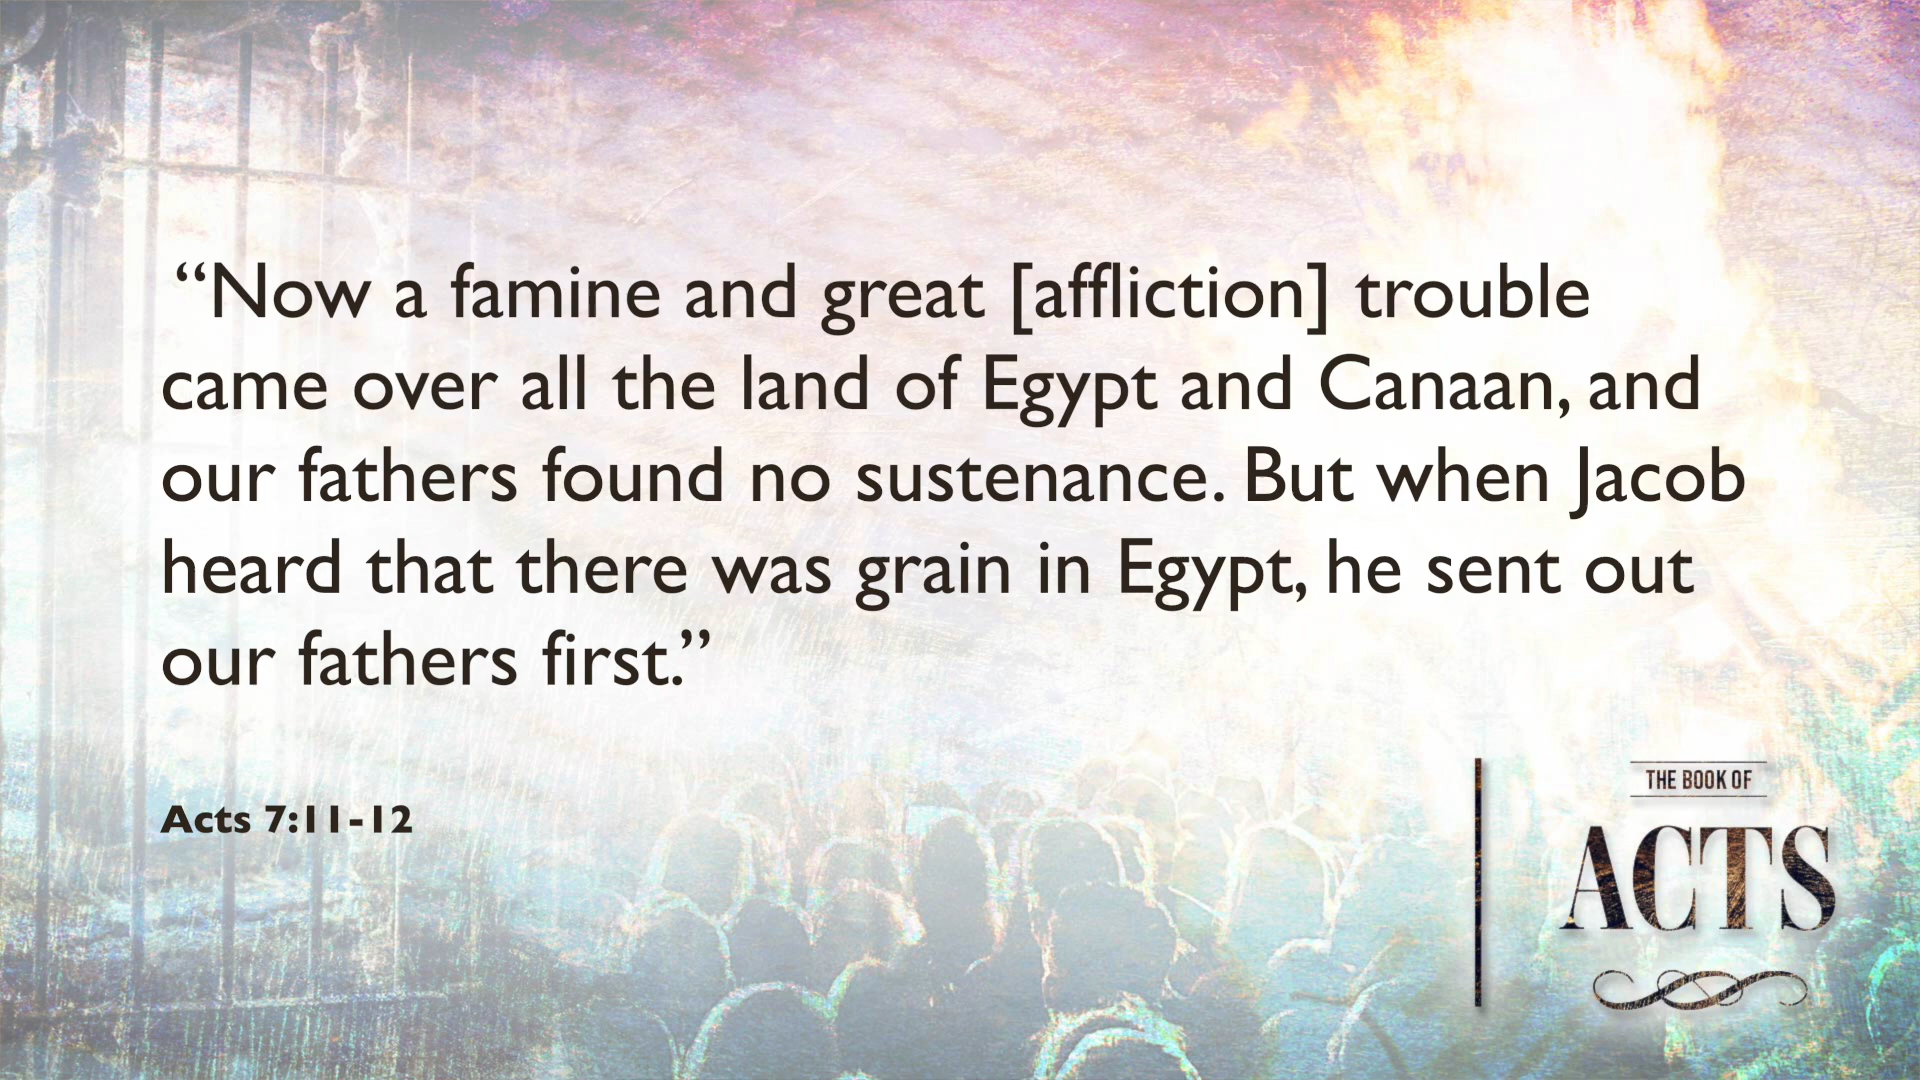 “Now a famine and great [affliction] trouble
came over all the land of Egypt and Canaan, and
our fathers found no sustenance. But when Jacob
heard that there was grain in Egypt, he sent out
our fathers first.”
Acts 7:11-12
THE BOOK OF
ACTS